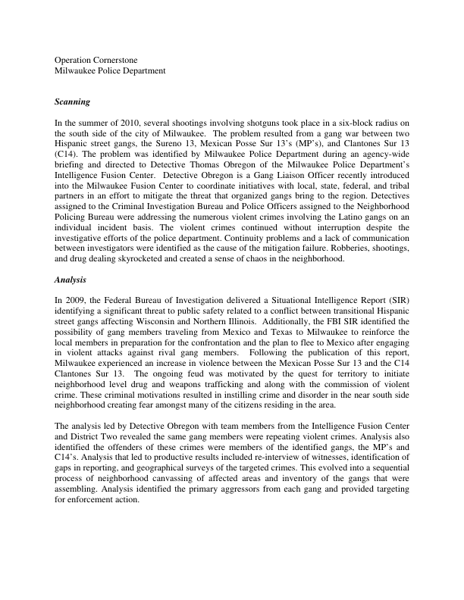 Operation Cornerstone
Milwaukee Police Department
Scanning
In the summer of 2010, several shootings involving shotguns took place in a six-block radius on
the south side of the city of Milwaukee. The problem resulted from a gang war between two
Hispanic street gangs, the Sureno 13, Mexican Posse Sur 13's (MP's), and Clantones Sur 13
(C14). The problem was identified by Milwaukee Police Department during an agency-wide
briefing and directed to Detective Thomas Obregon of the Milwaukee Police Department's
Intelligence Fusion Center. Detective Obregon is a Gang Liaison Officer recently introduced
into the Milwaukee Fusion Center to coordinate initiatives with local, state, federal, and tribal
partners in an effort to mitigate the threat that organized gangs bring to the region. Detectives
assigned to the Criminal Investigation Bureau and Police Officers assigned to the Neighborhood
Policing Bureau were addressing the numerous violent crimes involving the Latino gangs on an
individual incident basis. The violent crimes continued without interruption despite the
investigative efforts of the police department. Continuity problems and a lack of communication
between investigators were identified as the cause of the mitigation failure. Robberies, shootings,
and drug dealing skyrocketed and created a sense of chaos in the neighborhood.
Analysis
In 2009, the Federal Bureau of Investigation delivered a Situational Intelligence Report (SIR)
identifying a significant threat to public safety related to a conflict between transitional Hispanic
street gangs affecting Wisconsin and Northern Illinois. Additionally, the FBI SIR identified the
possibility of gang members traveling from Mexico and Texas to Milwaukee to reinforce the
local members in preparation for the confrontation and the plan to flee to Mexico after engaging
in violent attacks against rival gang members. Following the publication of this report,
Milwaukee experienced an increase in violence between the Mexican Posse Sur 13 and the C14
Clantones Sur 13. The ongoing feud was motivated by the quest for territory to initiate
neighborhood level drug and weapons trafficking and along with the commission of violent
crime. These criminal motivations resulted in instilling crime and disorder in the near south side
neighborhood creating fear amongst many of the citizens residing in the area.
The analysis led by Detective Obregon with team members from the Intelligence Fusion Center
and District Two revealed the same gang members were repeating violent crimes. Analysis also
identified the offenders of these crimes were members of the identified gangs, the MP's and
C14's. Analysis that led to productive results included re-interview of witnesses, identification of
gaps in reporting, and geographical surveys of the targeted crimes. This evolved into a sequential
process of neighborhood canvassing of affected areas and inventory of the gangs that were
assembling. Analysis identified the primary aggressors from each gang and provided targeting
for enforcement action.